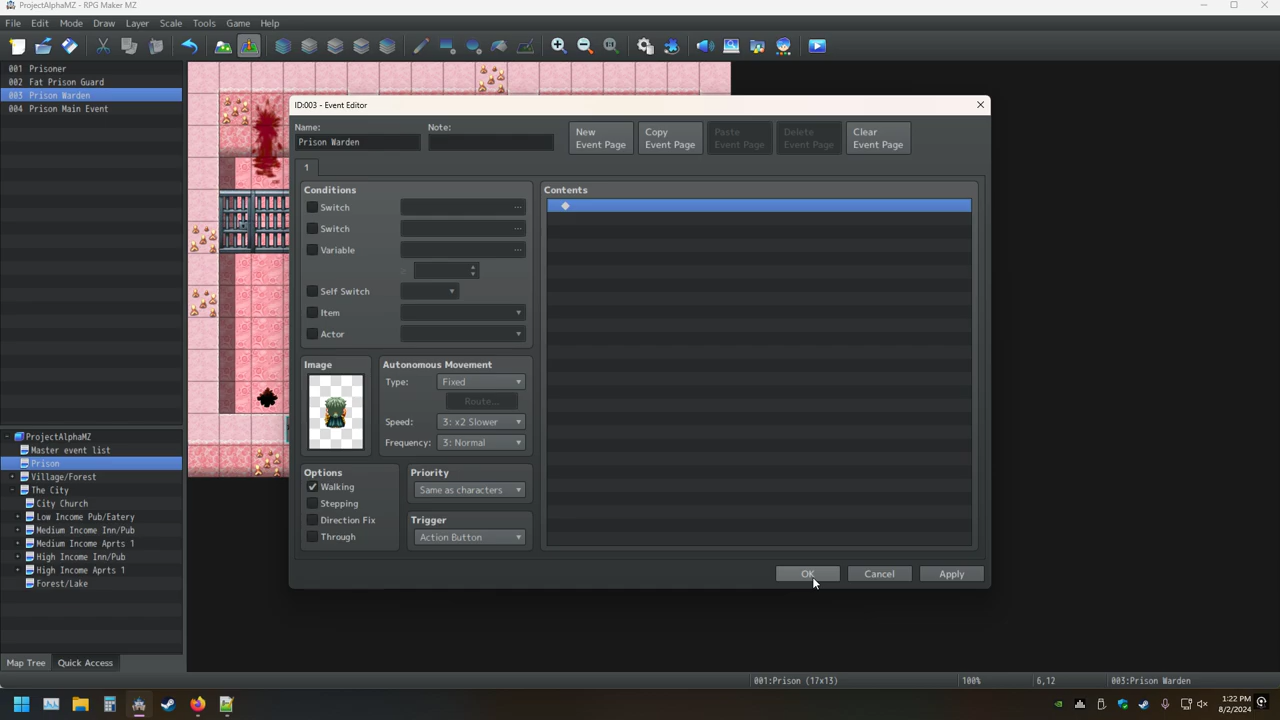 ProjectAlphaMZ - RPG Maker MZ
File Edit Mode Draw Layer Scale Tools Game Help
001 Prisoner
002 Fat Prison Guard
003 Prison Warden
004 Prison Main Event
ID:003 - Event Editor
Name: Note:
Prison Warden
New Event Page
Copy Event Page
Paste Event Page
Delete Event Page
Clear Event Page
1
Conditions
Switch ...
Switch ...
Variable ...
≥
Self Switch
Item
Actor
Image
Autonomous Movement
Type: Fixed
Route...
Speed: 3: x2 Slower
Frequency: 3: Normal
Options
Walking
Stepping
Direction Fix
Through
Priority
Same as characters
Trigger
Action Button
Contents
OK Cancel Apply
ProjectAlphaMZ
Master event list
Prison
Village/Forest
The City
City Church
Low Income Pub/Eatery
Medium Income Inn/Pub
Medium Income Aprts 1
High Income Inn/Pub
High Income Aprts 1
Forest/Lake
Map Tree Quick Access
001:Prison (17x13) 100% 6,12 003:Prison Warden
1:22 PM
8/2/2024